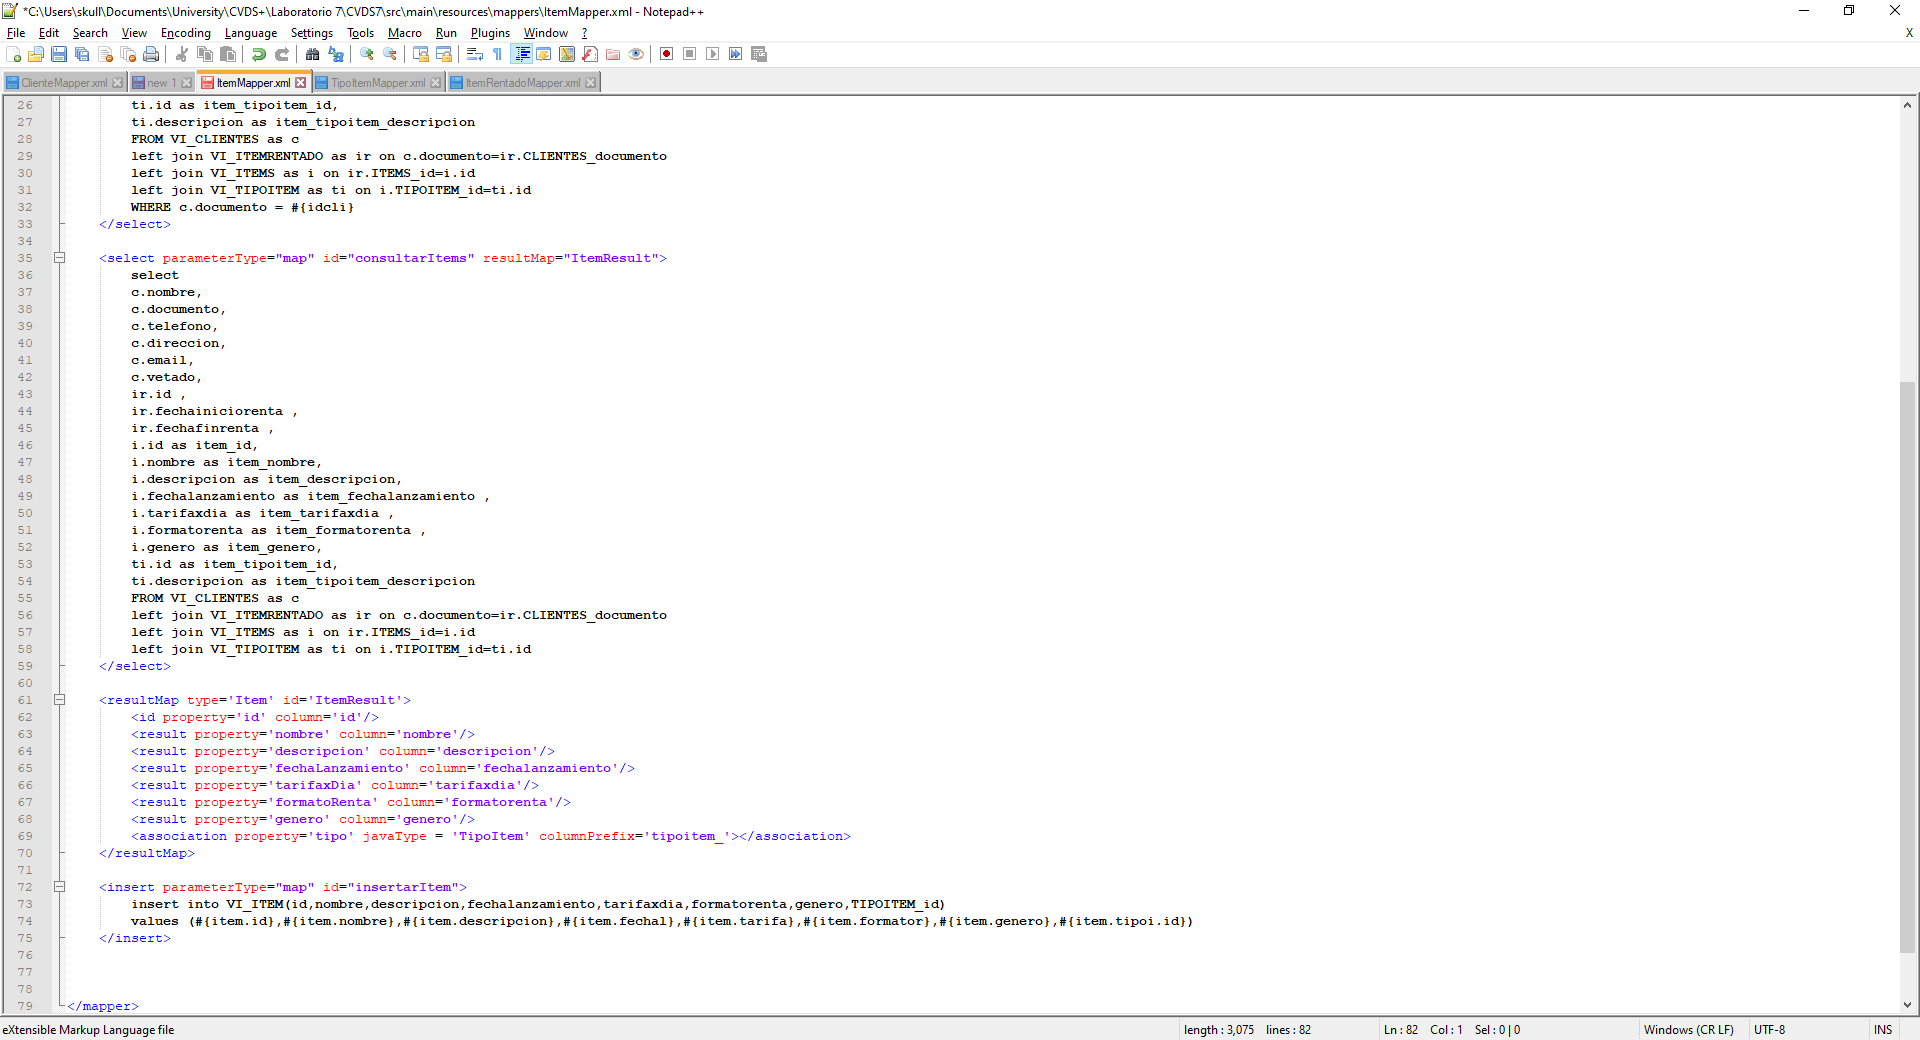 *C:\Users\skull\Documents\University\CVDS+\Laboratorio 7\CVDS7\src\main\resources\mappers\ItemMapper.xml - Notepad++
File Edit Search View Encoding Language Settings Tools Macro Run Plugins Window ? X
ClienteMapper.xml new 1 ItemMapper.xml TipoItemMapper.xml ItemRentadoMapper.xml
26 ti.id as item_tipoitem_id,
27 ti.descripcion as item_tipoitem_descripcion
28 FROM VI_CLIENTES as c
29 left join VI_ITEMRENTADO as ir on c.documento=ir.CLIENTES_documento
30 left join VI_ITEMS as i on ir.ITEMS_id=i.id
31 left join VI_TIPOITEM as ti on i.TIPOITEM_id=ti.id
32 WHERE c.documento = #{idcli}
33 </select>
34
35 <select parameterType="map" id="consultarItems" resultMap="ItemResult">
36 select
37 c.nombre,
38 c.documento,
39 c.telefono,
40 c.direccion,
41 c.email,
42 c.vetado,
43 ir.id ,
44 ir.fechainiciorenta ,
45 ir.fechafinrenta ,
46 i.id as item_id,
47 i.nombre as item_nombre,
48 i.descripcion as item_descripcion,
49 i.fechalanzamiento as item_fechalanzamiento ,
50 i.tarifaxdia as item_tarifaxdia ,
51 i.formatorenta as item_formatorenta ,
52 i.genero as item_genero,
53 ti.id as item_tipoitem_id,
54 ti.descripcion as item_tipoitem_descripcion
55 FROM VI_CLIENTES as c
56 left join VI_ITEMRENTADO as ir on c.documento=ir.CLIENTES_documento
57 left join VI_ITEMS as i on ir.ITEMS_id=i.id
58 left join VI_TIPOITEM as ti on i.TIPOITEM_id=ti.id
59 </select>
60
61 <resultMap type='Item' id='ItemResult'>
62 <id property='id' column='id'/>
63 <result property='nombre' column='nombre'/>
64 <result property='descripcion' column='descripcion'/>
65 <result property='fechaLanzamiento' column='fechalanzamiento'/>
66 <result property='tarifaxDia' column='tarifaxdia'/>
67 <result property='formatoRenta' column='formatorenta'/>
68 <result property='genero' column='genero'/>
69 <association property='tipo' javaType = 'TipoItem' columnPrefix='tipoitem_'></association>
70 </resultMap>
71
72 <insert parameterType="map" id="insertarItem">
73 insert into VI_ITEM(id,nombre,descripcion,fechalanzamiento,tarifaxdia,formatorenta,genero,TIPOITEM_id)
74 values (#{item.id},#{item.nombre},#{item.descripcion},#{item.fechal},#{item.tarifa},#{item.formator},#{item.genero},#{item.tipoi.id})
75 </insert>
76
77
78
79 </mapper>
eXtensible Markup Language file length : 3,075 lines : 82 Ln : 82 Col : 1 Sel : 0 | 0 Windows (CR LF) UTF-8 INS